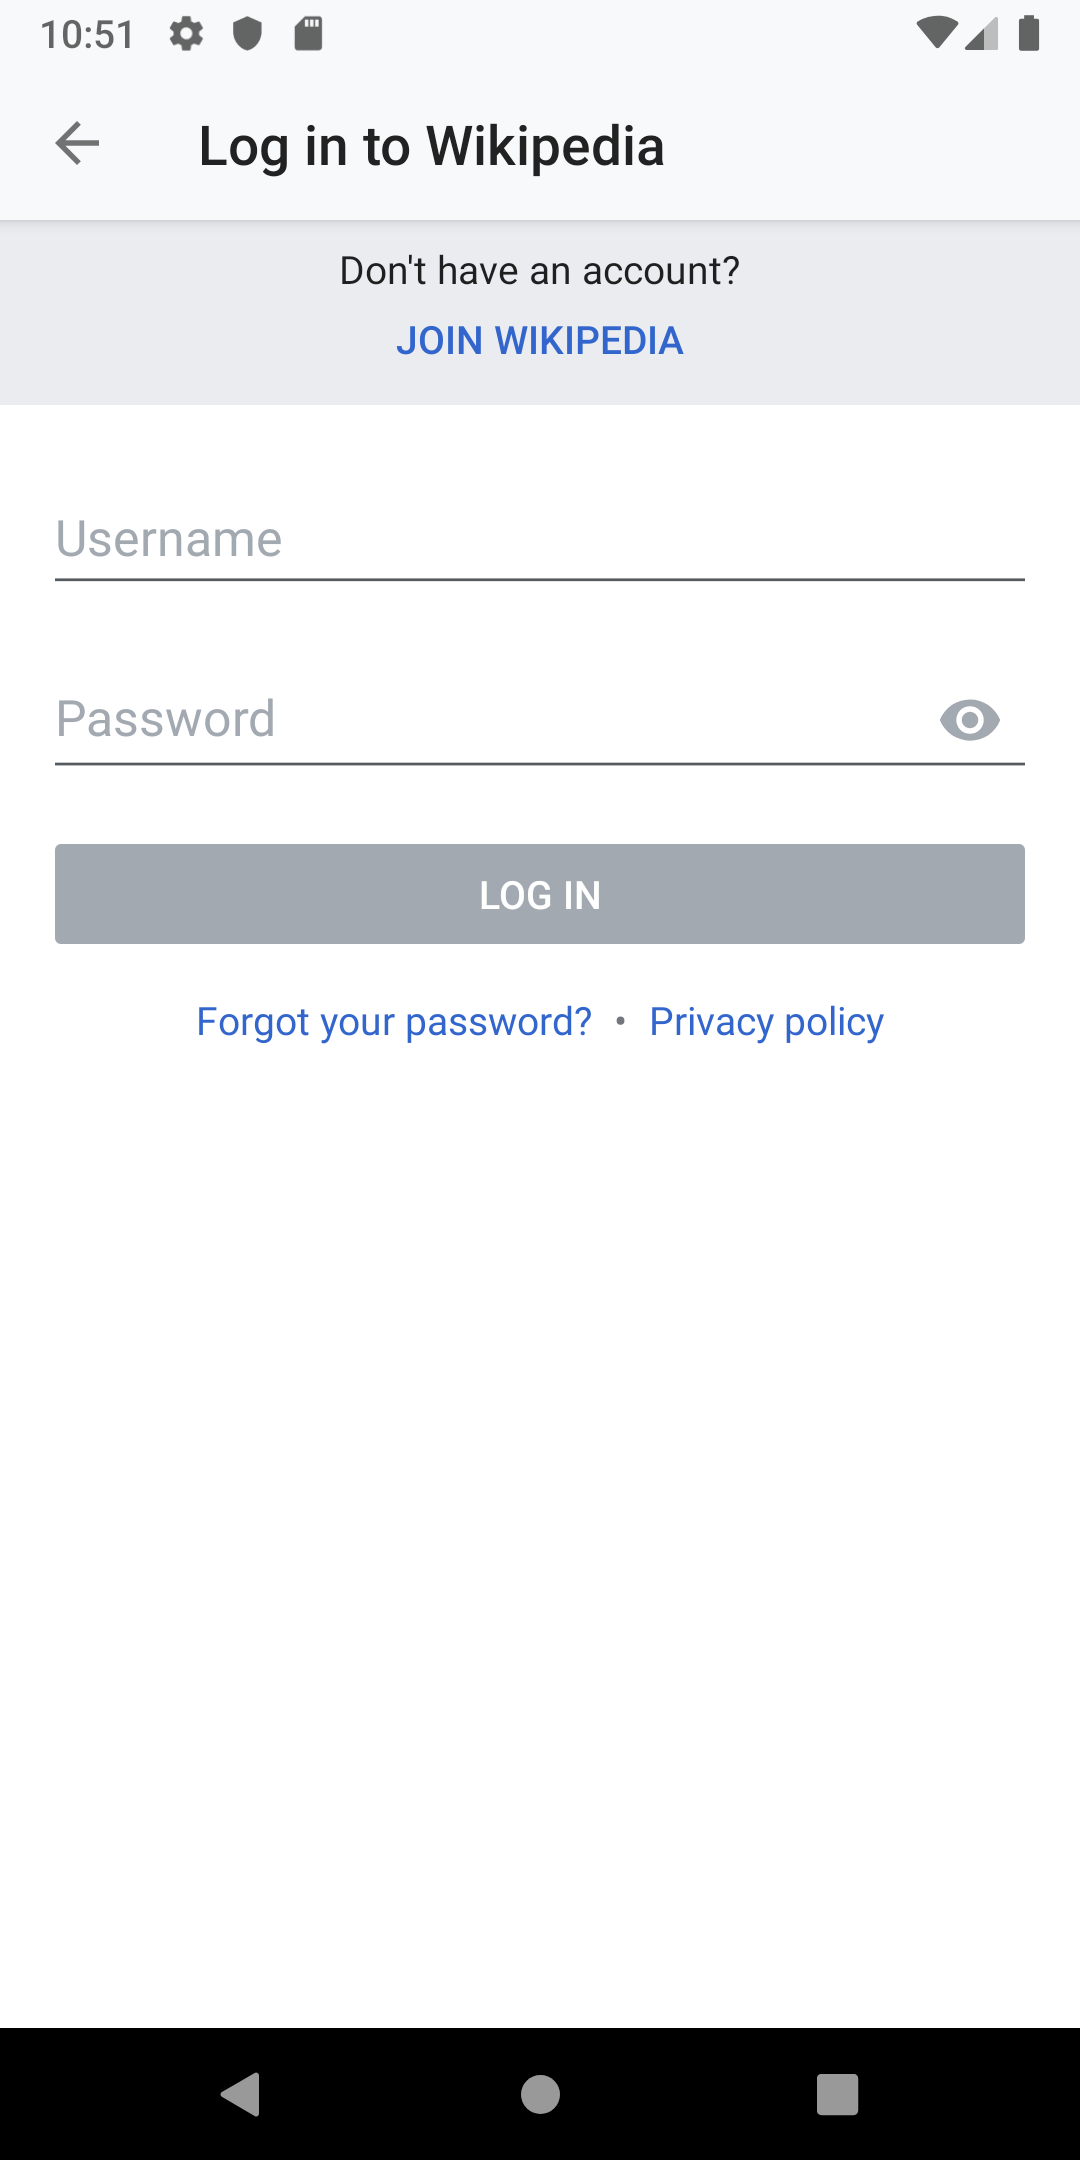 10:51
Log in to Wikipedia
Don't have an account?
JOIN WIKIPEDIA
Username
Password
LOG IN
Forgot your password? • Privacy policy